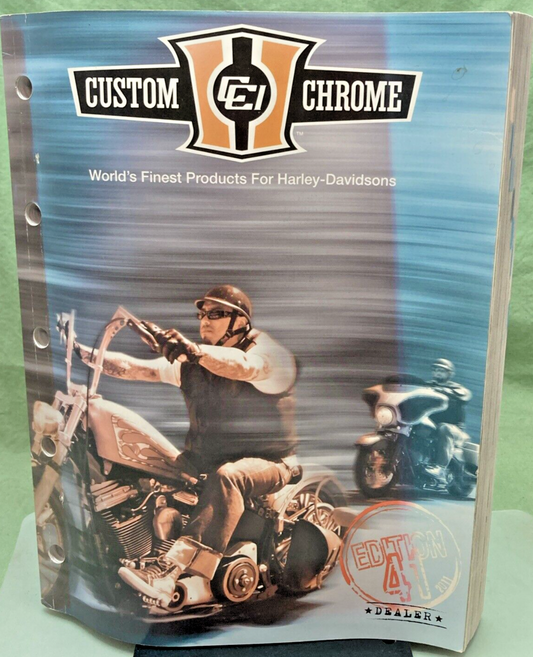 CUSTOM CCI CHROME
™
World's Finest Products For Harley-Davidsons
EDITION
41
★ DEALER ★